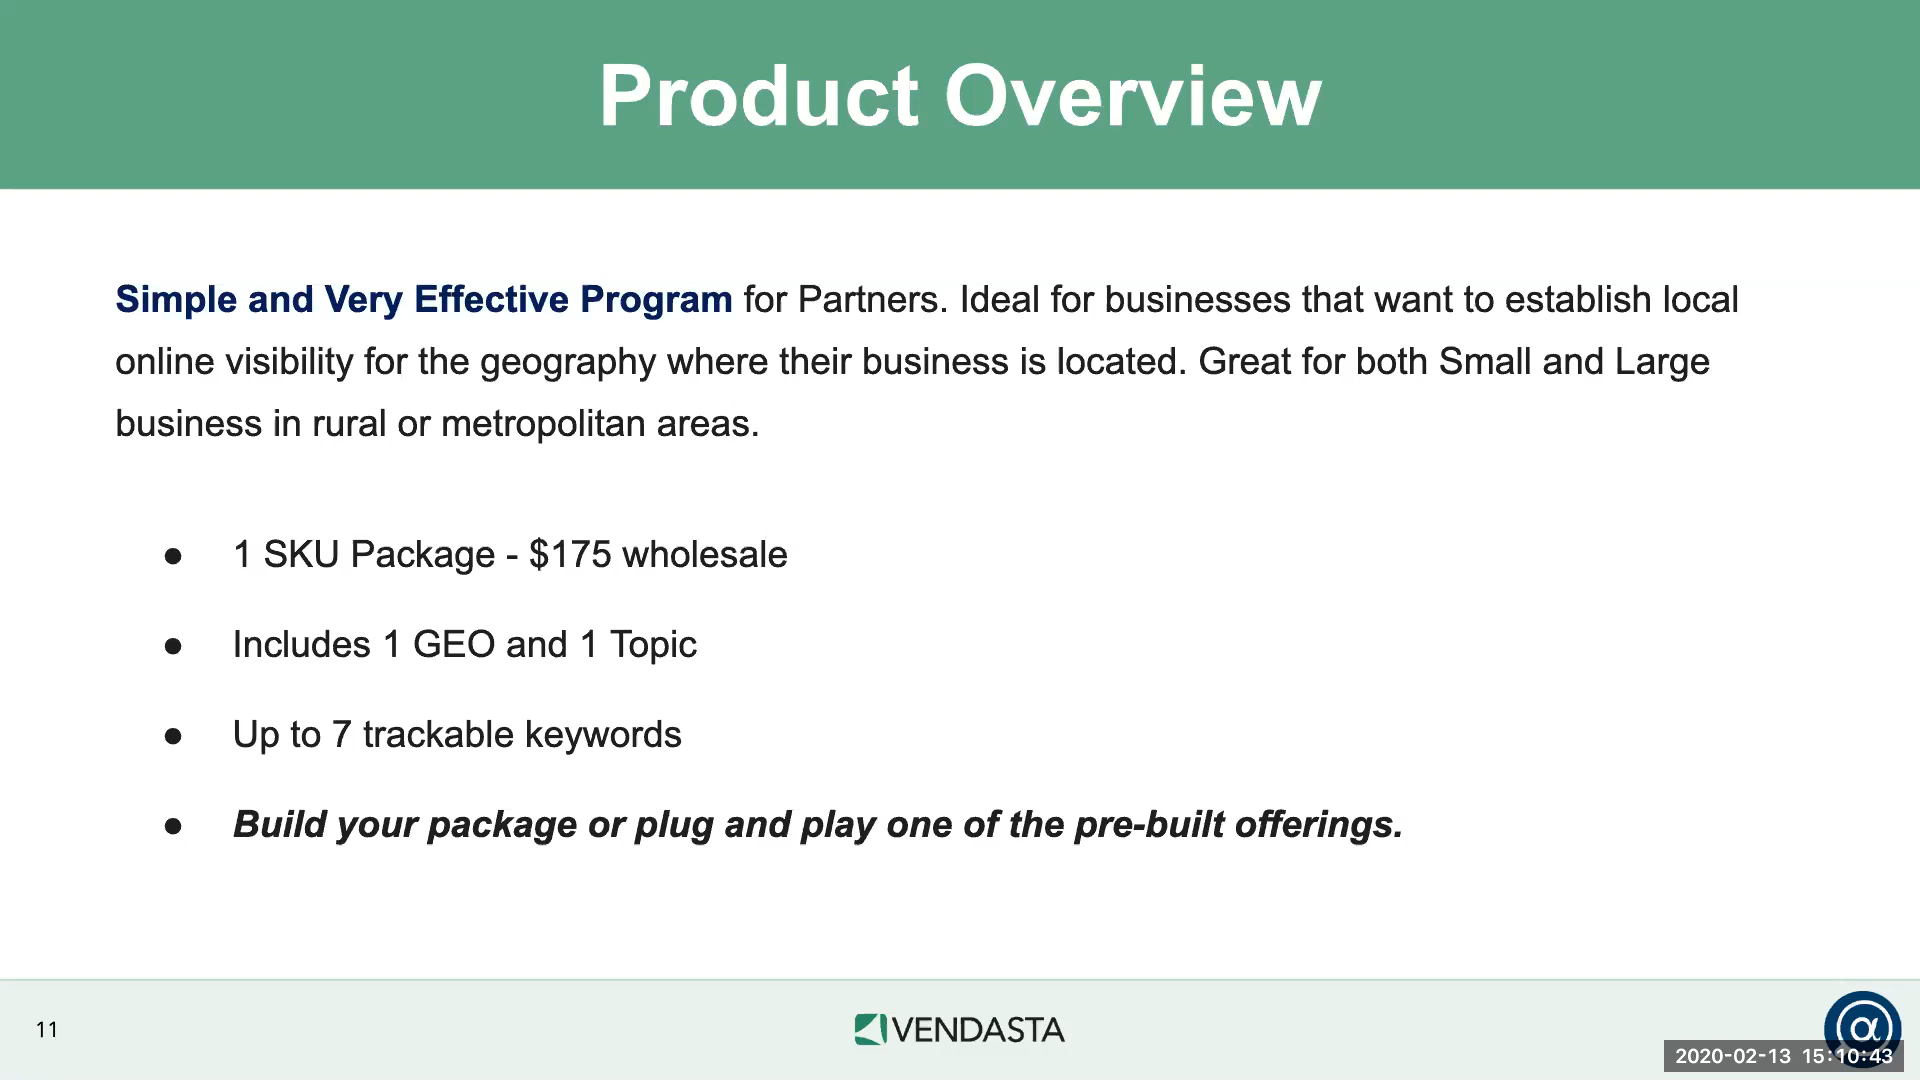 Product Overview
Simple and Very Effective Program for Partners. Ideal for businesses that want to establish local
online visibility for the geography where their business is located. Great for both Small and Large
business in rural or metropolitan areas.
● 1 SKU Package - $175 wholesale
● Includes 1 GEO and 1 Topic
● Up to 7 trackable keywords
● Build your package or plug and play one of the pre-built offerings.
11
VENDASTA
α
2020-02-13 15:10:43